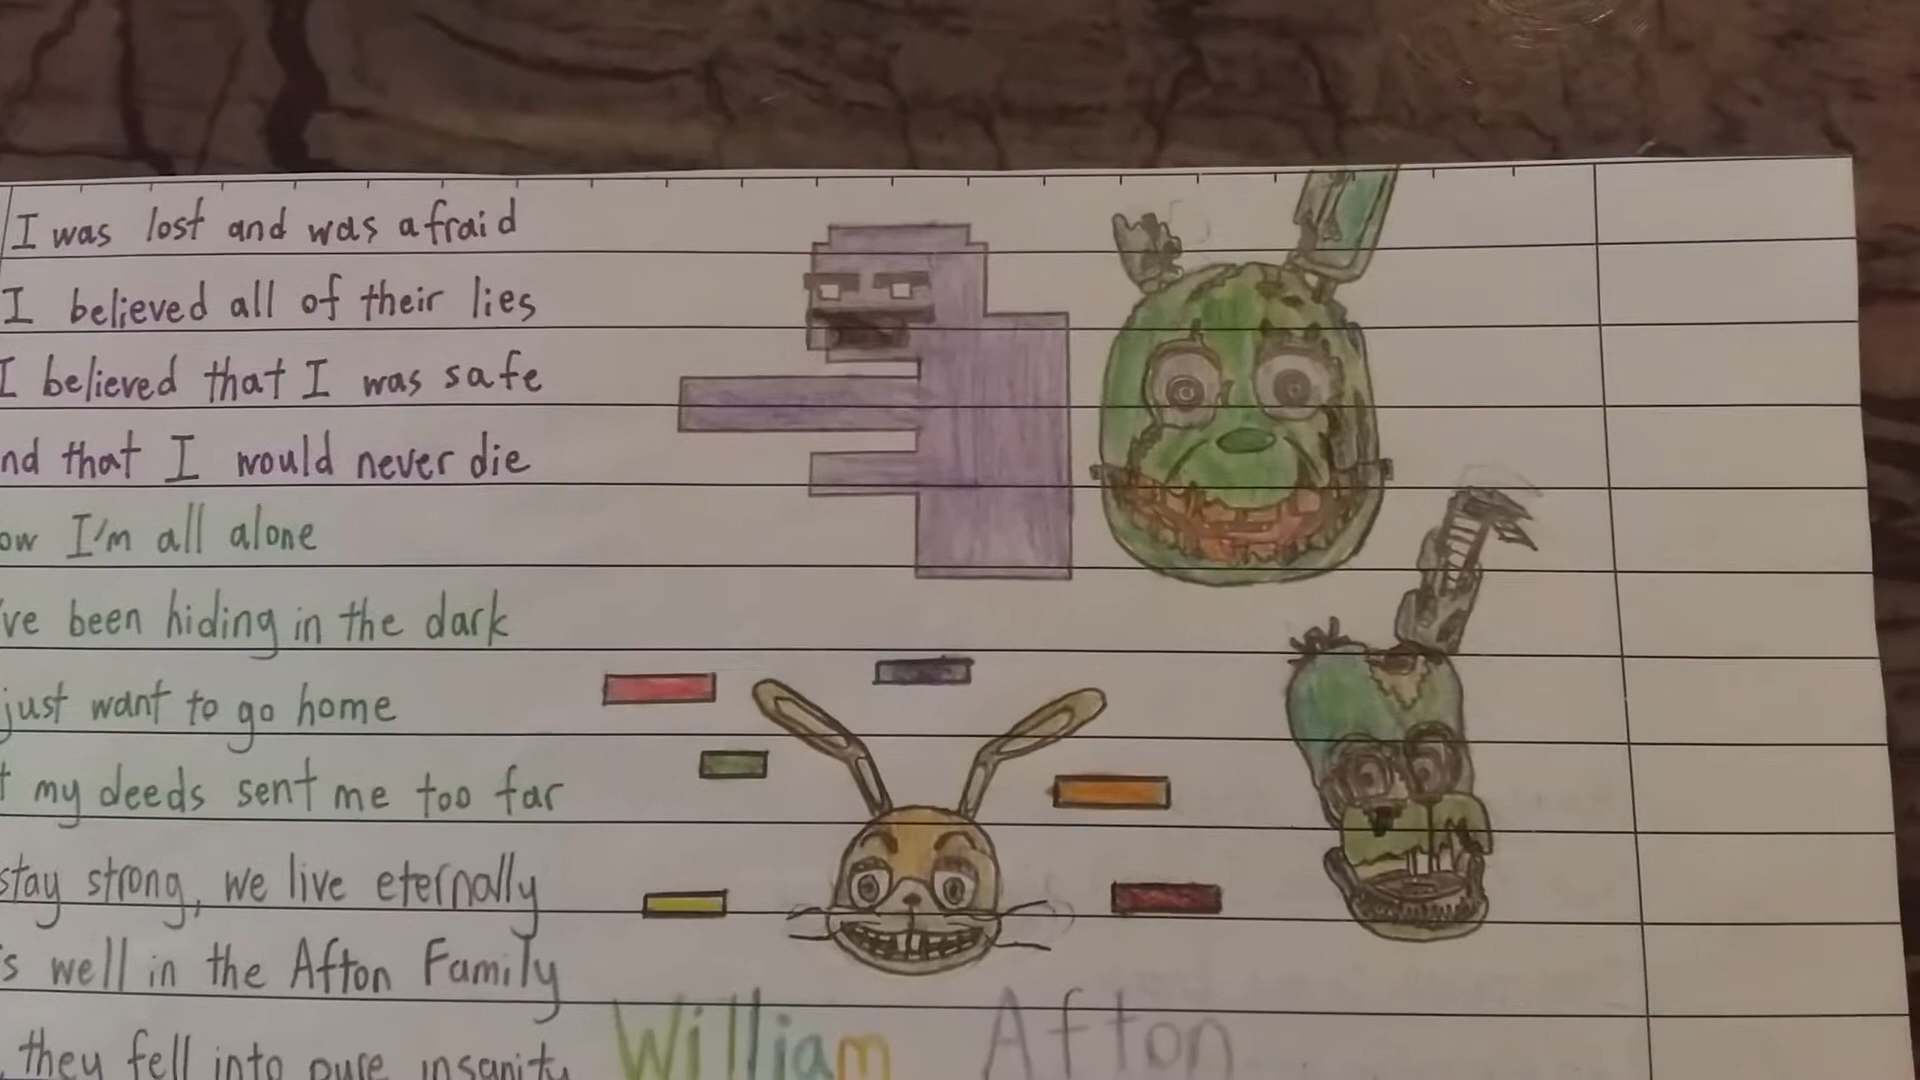 I was lost and was afraid
I believed all of their lies
I believed that I was safe
nd that I would never die
ow I'm all alone
've been hiding in the dark
just want to go home
t my deeds sent me too far
stay strong, we live eternally
s well in the Afton Family
they fell into pure insanity
William Afton